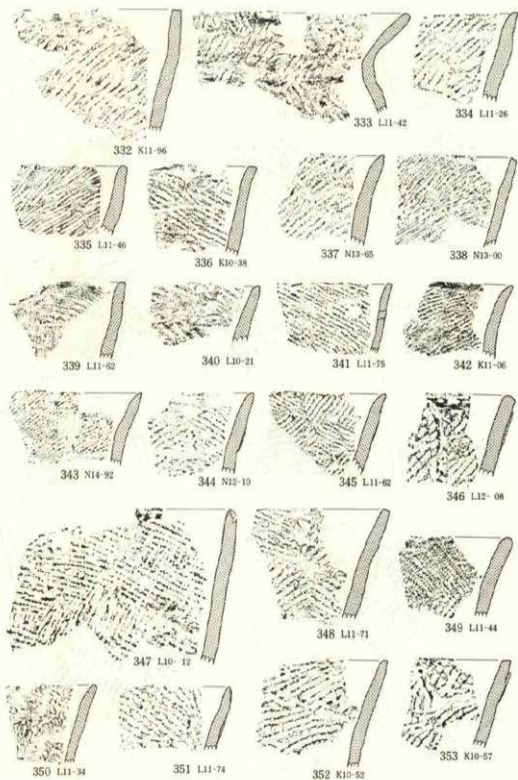 332 K11-96
333 L11-42
334 L11-26
335 L11-46
336 K10-38
337 N13-65
338 N13-00
339 L11-62
340 L10-21
341 L11-75
342 K11-06
343 N14-92
344 N12-10
345 L11-62
346 L12-08
347 L10-12
348 L11-71
349 L11-44
350 L11-34
351 L11-74
352 K10-52
353 K10-57